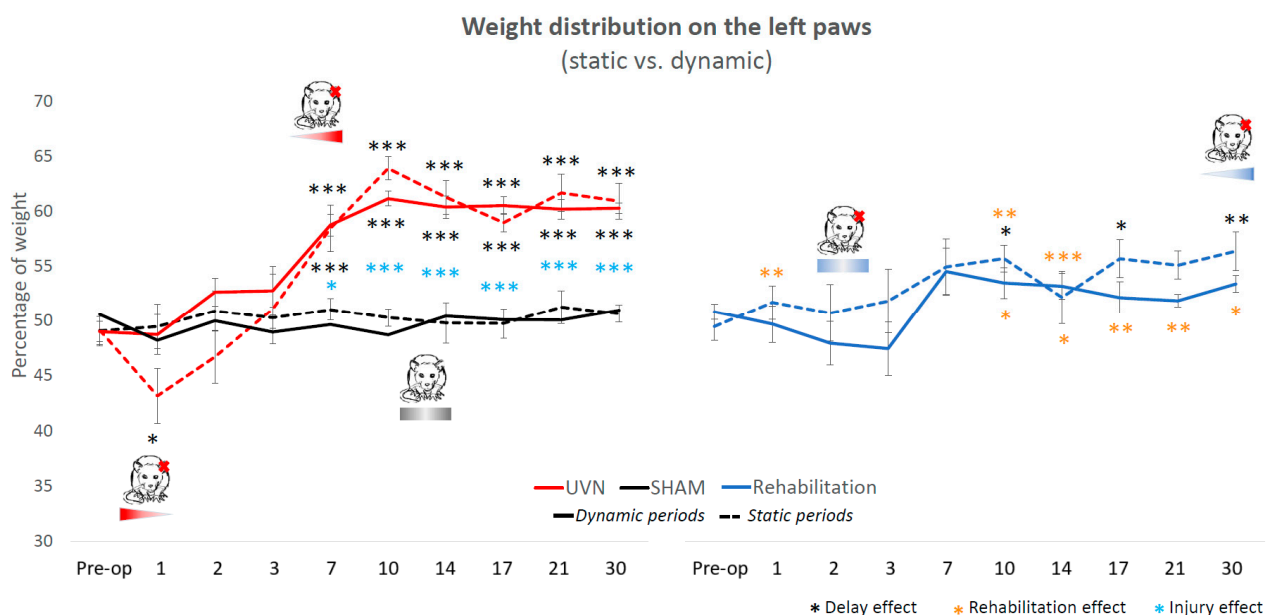 Weight distribution on the left paws
(static vs. dynamic)
Percentage of weight
70
65
60
55
50
45
40
35
30
*** *** *** *** *** ***
*** *** *** *** ***
***
* *** *** *** *** ***
*
** * ** * *** * * ** ** ** *
UVN SHAM Rehabilitation
Dynamic periods Static periods
Pre-op 1 2 3 7 10 14 17 21 30
Pre-op 1 2 3 7 10 14 17 21 30
* Delay effect * Rehabilitation effect * Injury effect